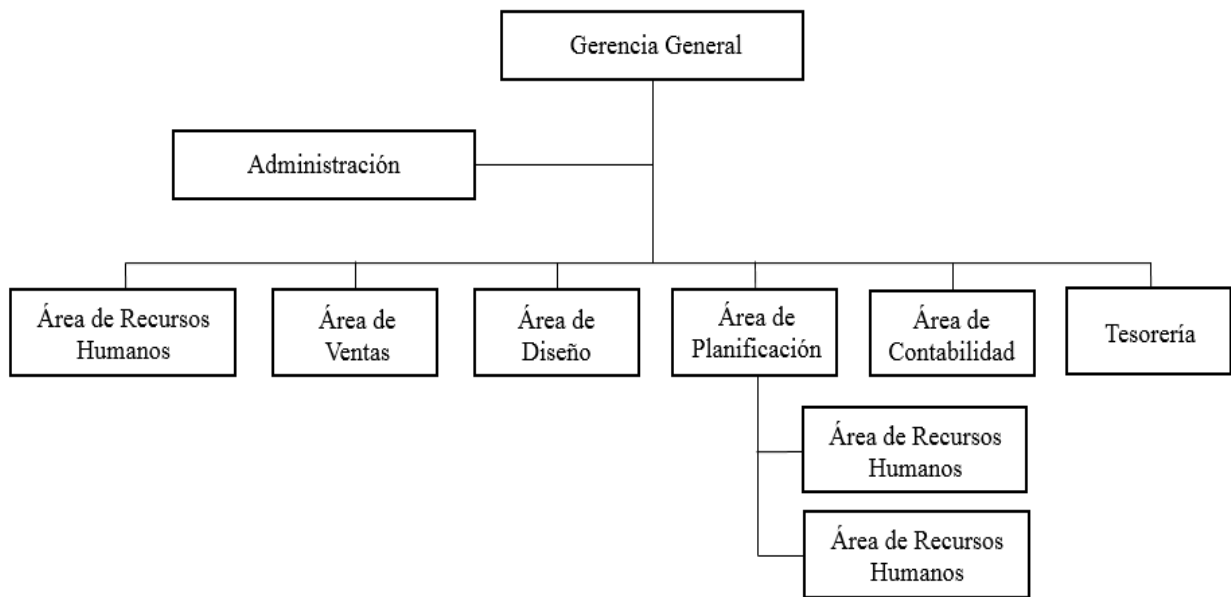 Gerencia General
Administración
Área de Recursos
Humanos
Área de
Ventas
Área de
Diseño
Área de
Planificación
Área de
Contabilidad
Tesorería
Área de Recursos
Humanos
Área de Recursos
Humanos